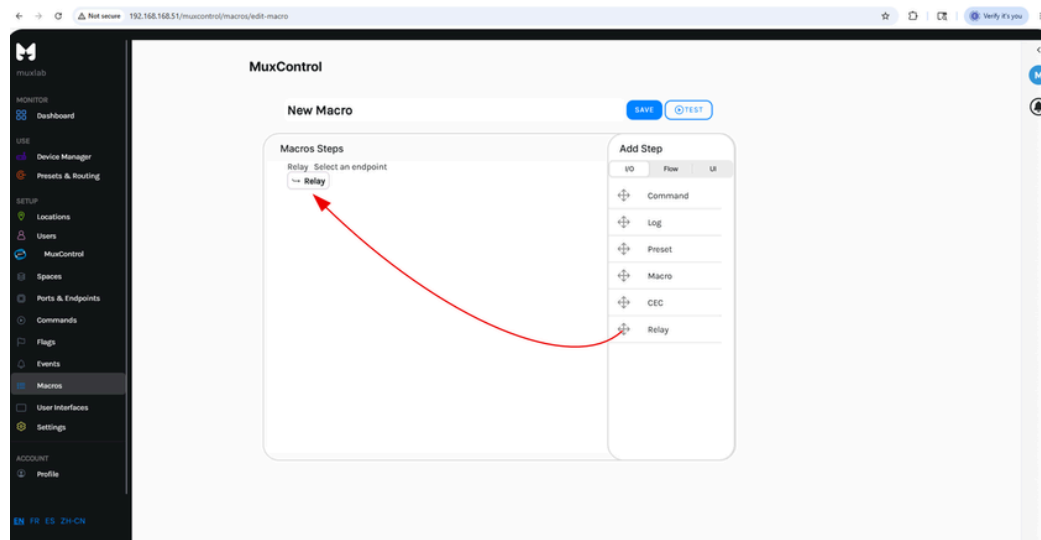 Not secure 192.168.168.51/muxcontrol/macros/edit-macro
Verify it's you
muxlab
MONITOR
Dashboard
USE
Device Manager
Presets & Routing
SETUP
Locations
Users
MuxControl
Spaces
Ports & Endpoints
Commands
Flags
Events
Macros
User Interfaces
Settings
ACCOUNT
Profile
EN FR ES ZH-CN
MuxControl
New Macro
SAVE TEST
Macros Steps
Relay Select an endpoint
Relay
Add Step
I/O Flow UI
Command
Log
Preset
Macro
CEC
Relay
M